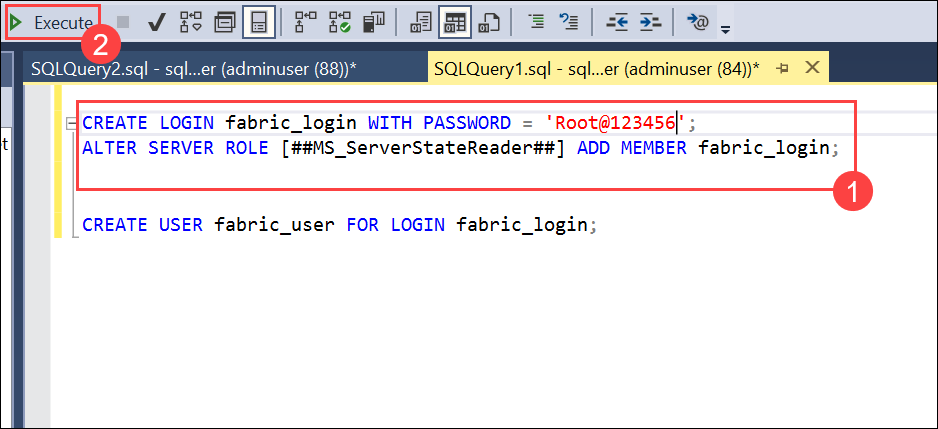 Execute
2
SQLQuery2.sql - sql...er (adminuser (88))*
SQLQuery1.sql - sql...er (adminuser (84))*
CREATE LOGIN fabric_login WITH PASSWORD = 'Root@123456';
ALTER SERVER ROLE [##MS_ServerStateReader##] ADD MEMBER fabric_login;
1
CREATE USER fabric_user FOR LOGIN fabric_login;